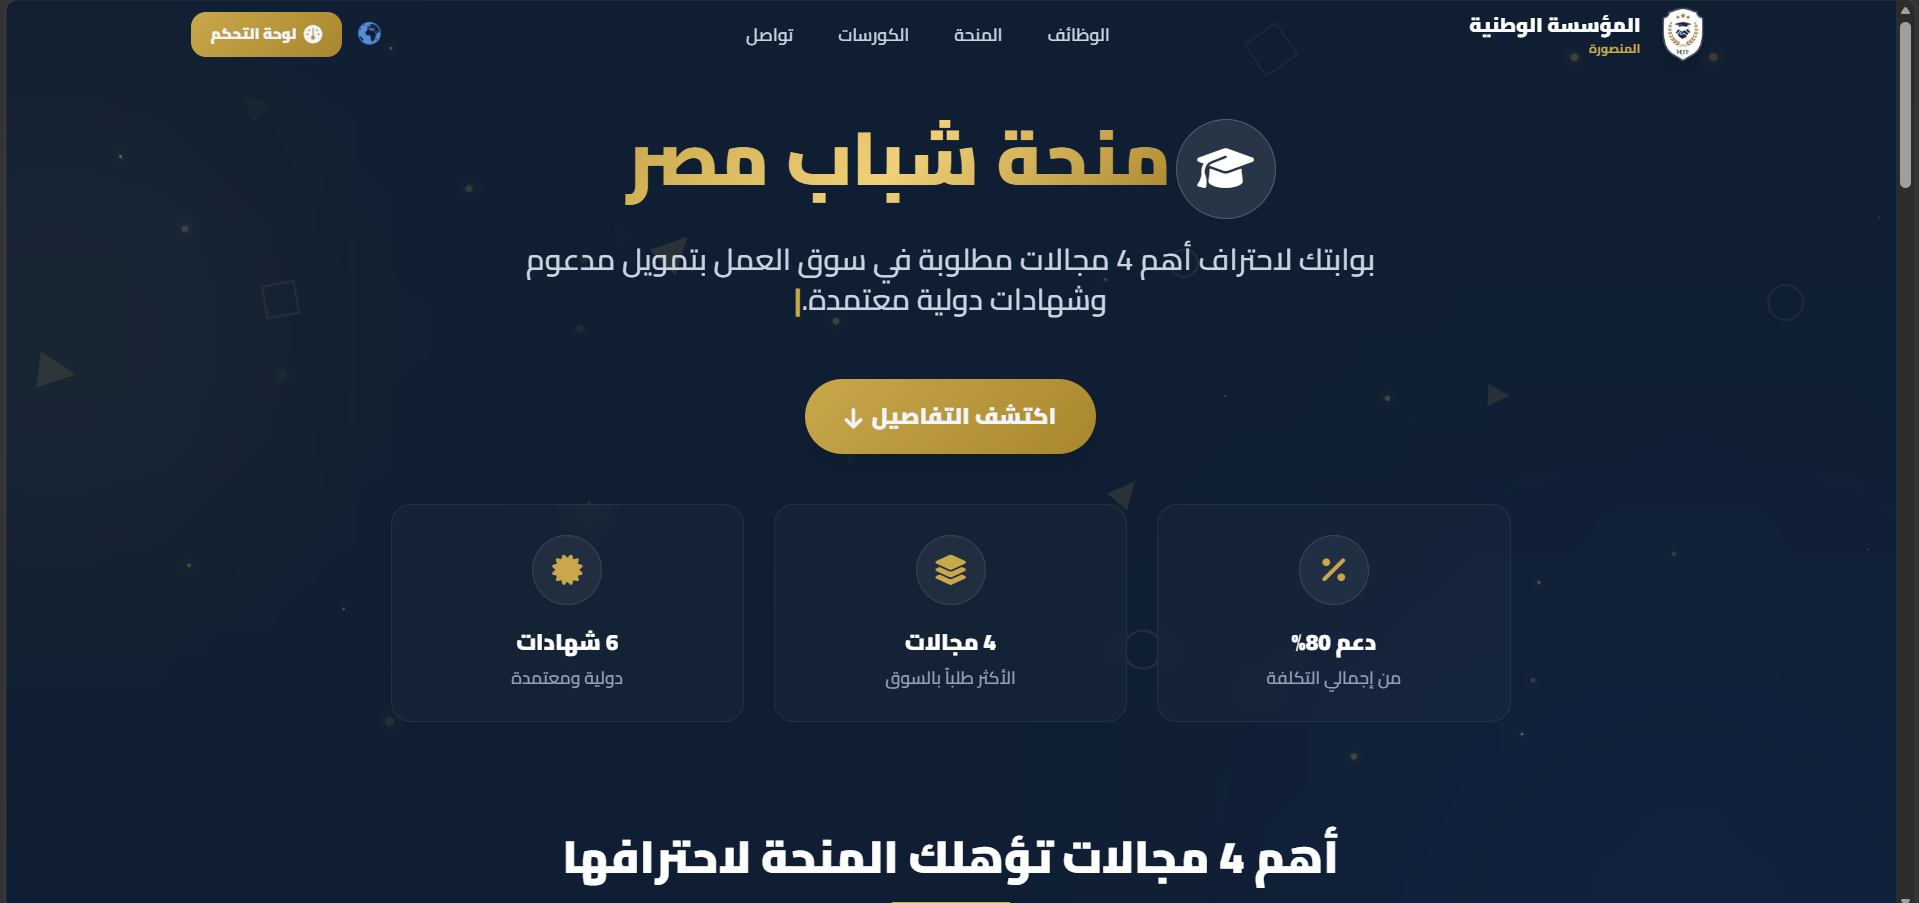 المؤسسة الوطنية
المنصورة
الوظائف
المنحة
الكورسات
تواصل
لوحة التحكم
منحة شباب مصر
بوابتك لاحتراف أهم 4 مجالات مطلوبة في سوق العمل بتمويل مدعوم
وشهادات دولية معتمدة.
اكتشف التفاصيل
دعم 80%
من إجمالي التكلفة
4 مجالات
الأكثر طلباً بالسوق
6 شهادات
دولية ومعتمدة
أهم 4 مجالات تؤهلك المنحة لاحترافها